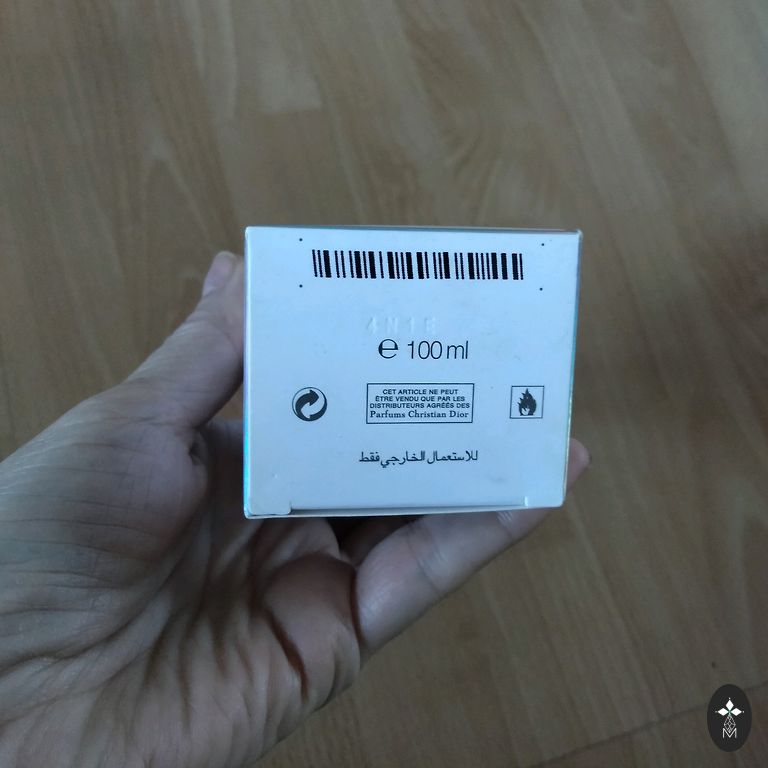 4N1E
℮ 100 ml
CET ARTICLE NE PEUT
ÊTRE VENDU QUE PAR LES
DISTRIBUTEURS AGRÉÉS DES
Parfums Christian Dior
للاستعمال الخارجي فقط
M